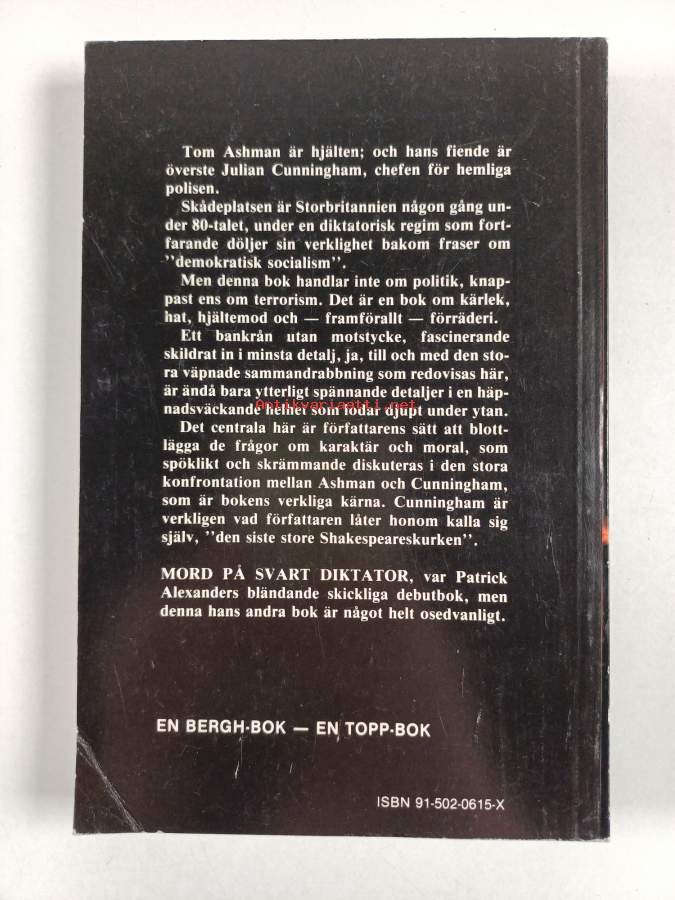 Tom Ashman är hjälten; och hans fiende är
överste Julian Cunningham, chefen för hemliga
polisen.
Skådeplatsen är Storbritannien någon gång un-
der 80-talet, under en diktatorisk regim som fort-
farande döljer sin verklighet bakom fraser om
"demokratisk socialism".
Men denna bok handlar inte om politik, knap-
past ens om terrorism. Det är en bok om kärlek,
hat, hjältemod och — framförallt — förräderi.
Ett bankrån utan motstycke, fascinerande
skildrat in i minsta detalj, ja, till och med den sto-
ra väpnade sammandrabbning som redovisas här,
är ändå bara ytterligt spännande detaljer i en häp-
nadsväckande helhet som lodar djupt under ytan.
Antikvariaatti.net
Det centrala här är författarens sätt att blott-
lägga de frågor om karaktär och moral, som
spöklikt och skrämmande diskuteras i den stora
konfrontation mellan Ashman och Cunningham,
som är bokens verkliga kärna. Cunningham är
verkligen vad författaren låter honom kalla sig
själv, "den siste store Shakespeareskurken".
MORD PÅ SVART DIKTATOR, var Patrick
Alexanders bländande skickliga debutbok, men
denna hans andra bok är något helt osedvanligt.
EN BERGH-BOK — EN TOPP-BOK
ISBN 91-502-0615-X